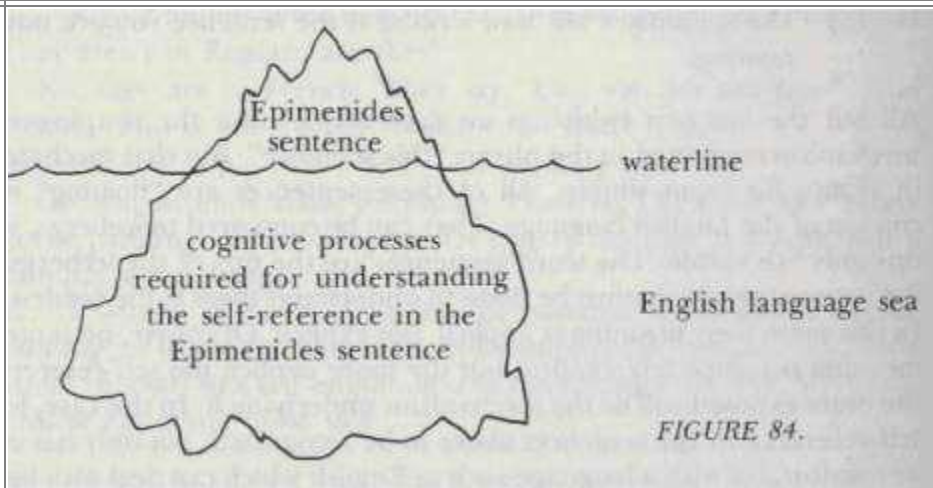 Epimenides
sentence
waterline
cognitive processes
required for understanding
the self-reference in the
Epimenides sentence
English language sea
FIGURE 84.